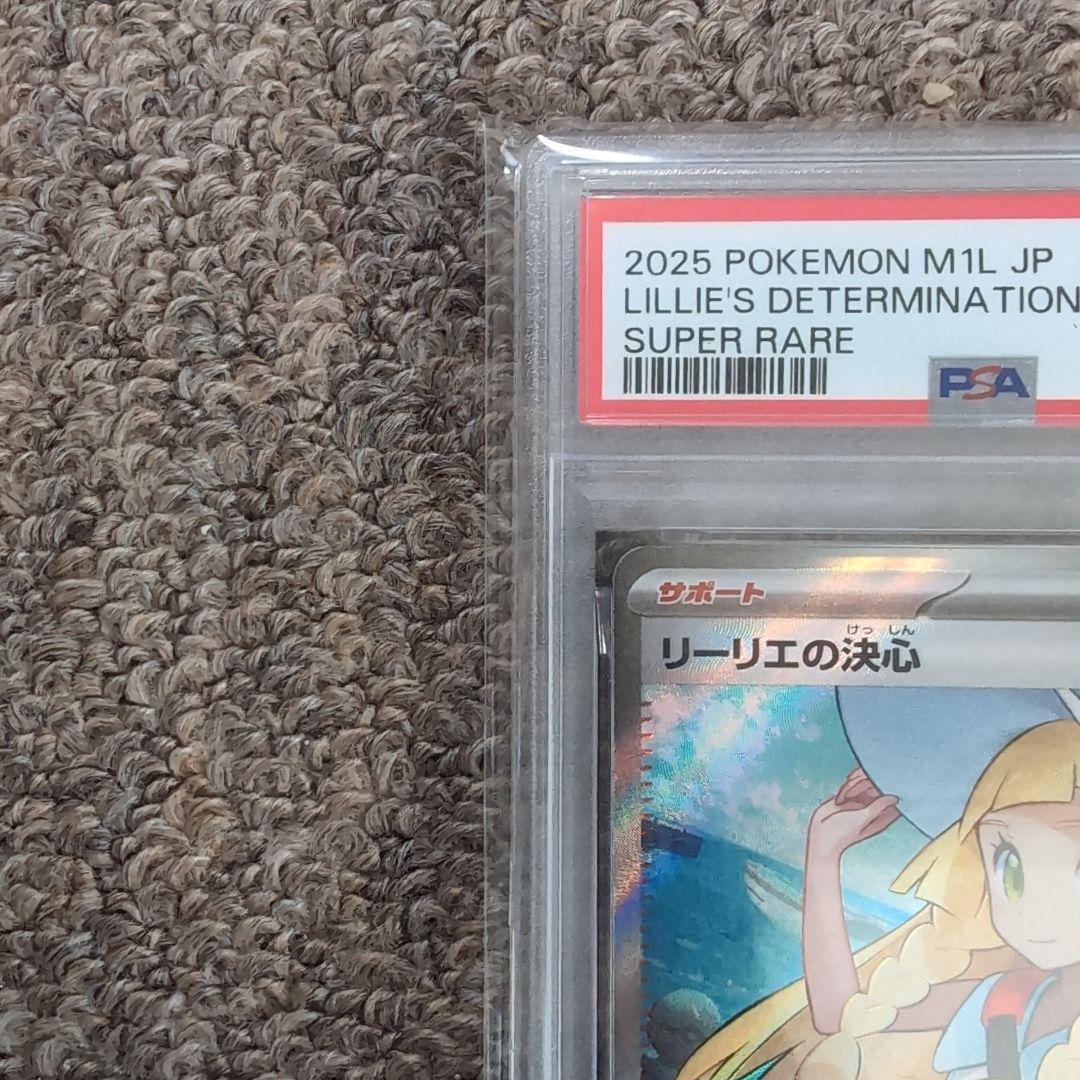 2025 POKEMON M1L JP
LILLIE'S DETERMINATION
SUPER RARE
PSA
サポート
けっ しん
リーリエの決心